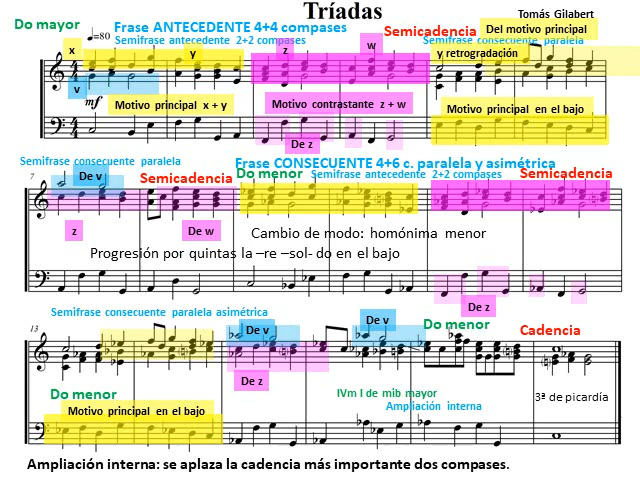 Tríadas
Tomás Gilabert
Do mayor
♩=80
Frase ANTECEDENTE 4+4 compases
Semicadencia
Del motivo principal
Semifrase antecedente 2+2 compases
Semifrase consecuente paralela
x
y
z
w
y retrogradación
v
mf
Motivo principal x + y
Motivo contrastante z + w
Motivo principal en el bajo
De z
Semifrase consecuente paralela
Frase CONSECUENTE 4+6 c. paralela y asimétrica
7
De v
Semicadencia
Do menor
Semifrase antecedente 2+2 compases
Semicadencia
z
De w
Cambio de modo: homónima menor
Progresión por quintas la –re –sol- do en el bajo
De z
Semifrase consecuente paralela asimétrica
13
De v
De v
Do menor
Cadencia
De z
Do menor
IVm I de mib mayor
3ª de picardía
Motivo principal en el bajo
Ampliación interna
Ampliación interna: se aplaza la cadencia más importante dos compases.